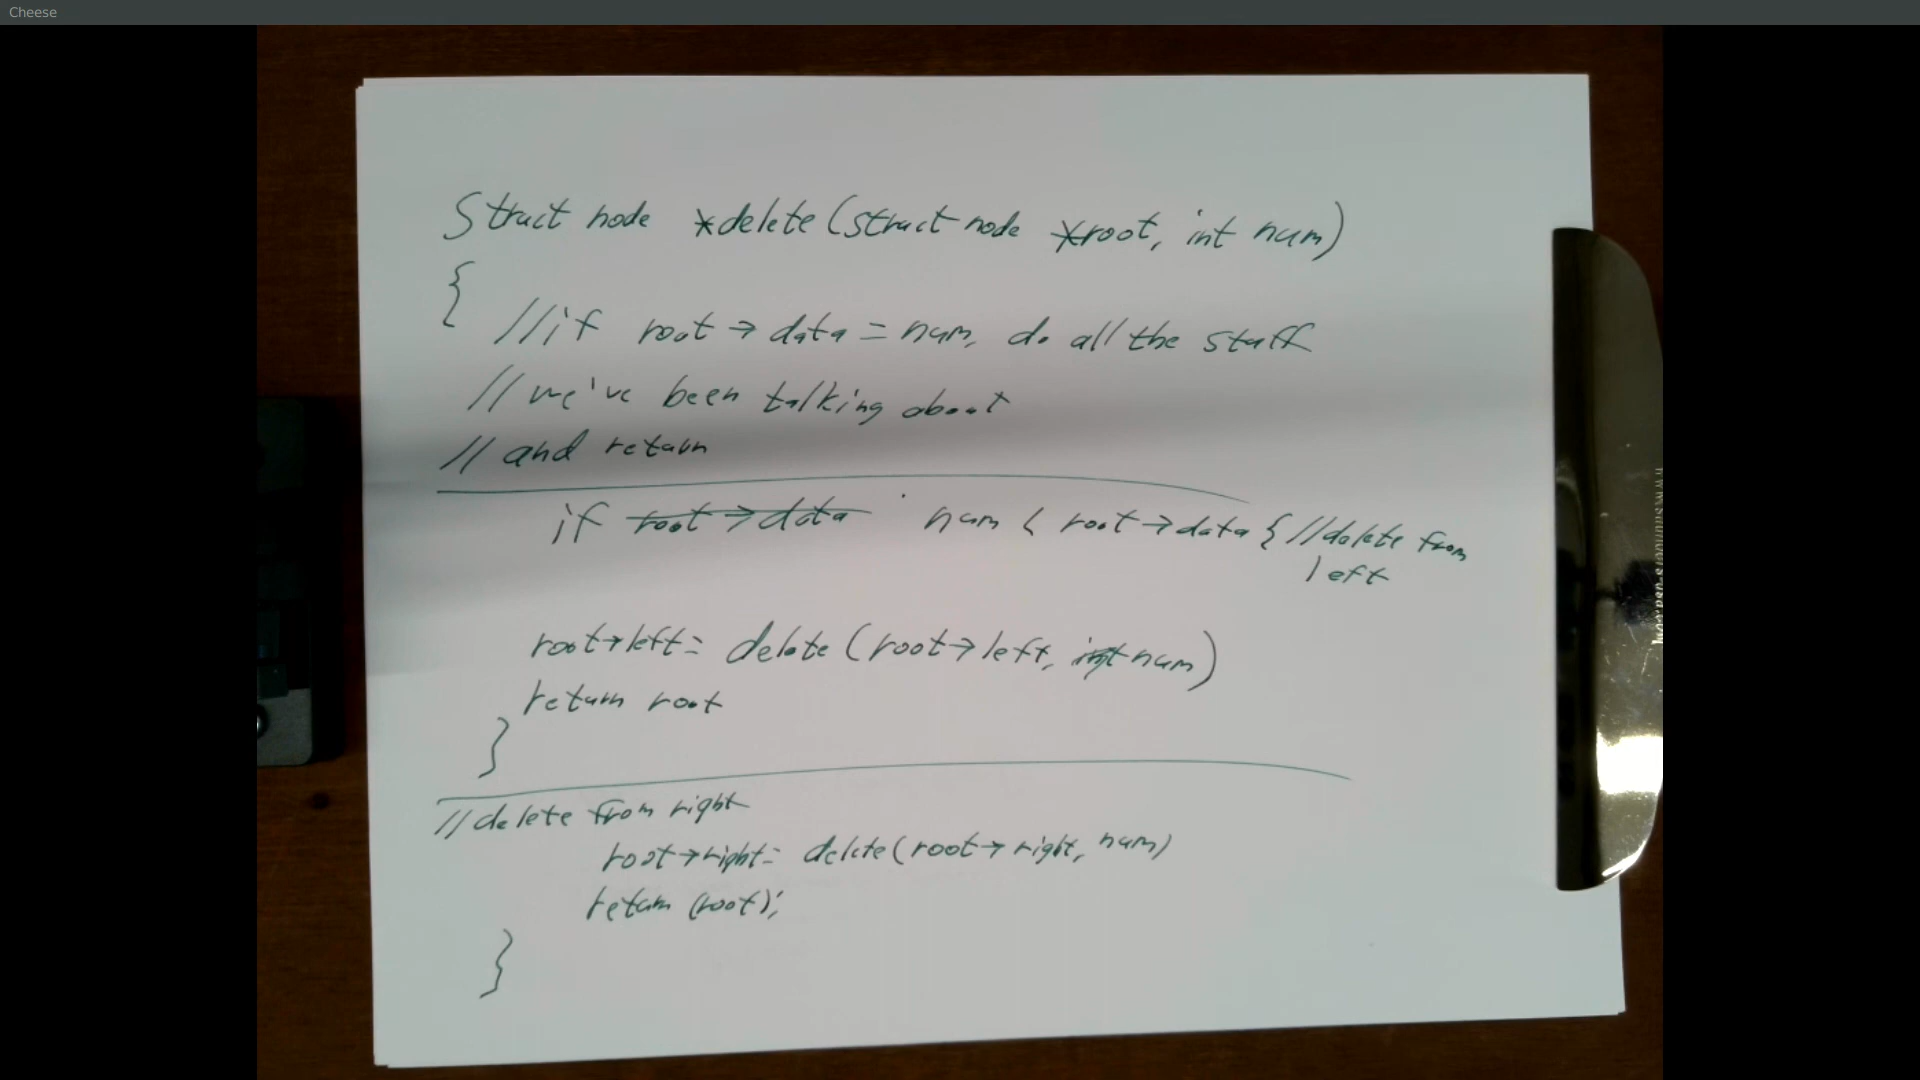 Cheese
Struct node *delete(struct node *root, int num)
{ //if root → data = num, do all the stuff
// we've been talking about
// and return
if root → data num < root → data { //delete from
left
root→left = delete (root→left, int num)
return root
}
//delete from right
root→right = delete(root→right, num)
return (root);
}